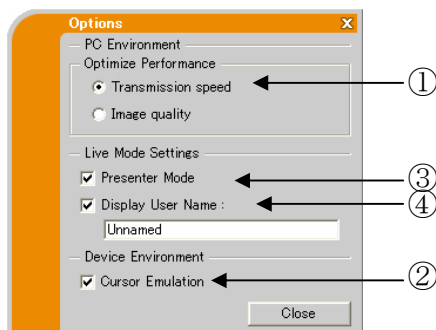 Options X
PC Environment
Optimize Performance
Transmission speed ①
Image quality
Live Mode Settings
Presenter Mode ③
Display User Name : ④
Unnamed
Device Environment
Cursor Emulation ②
Close